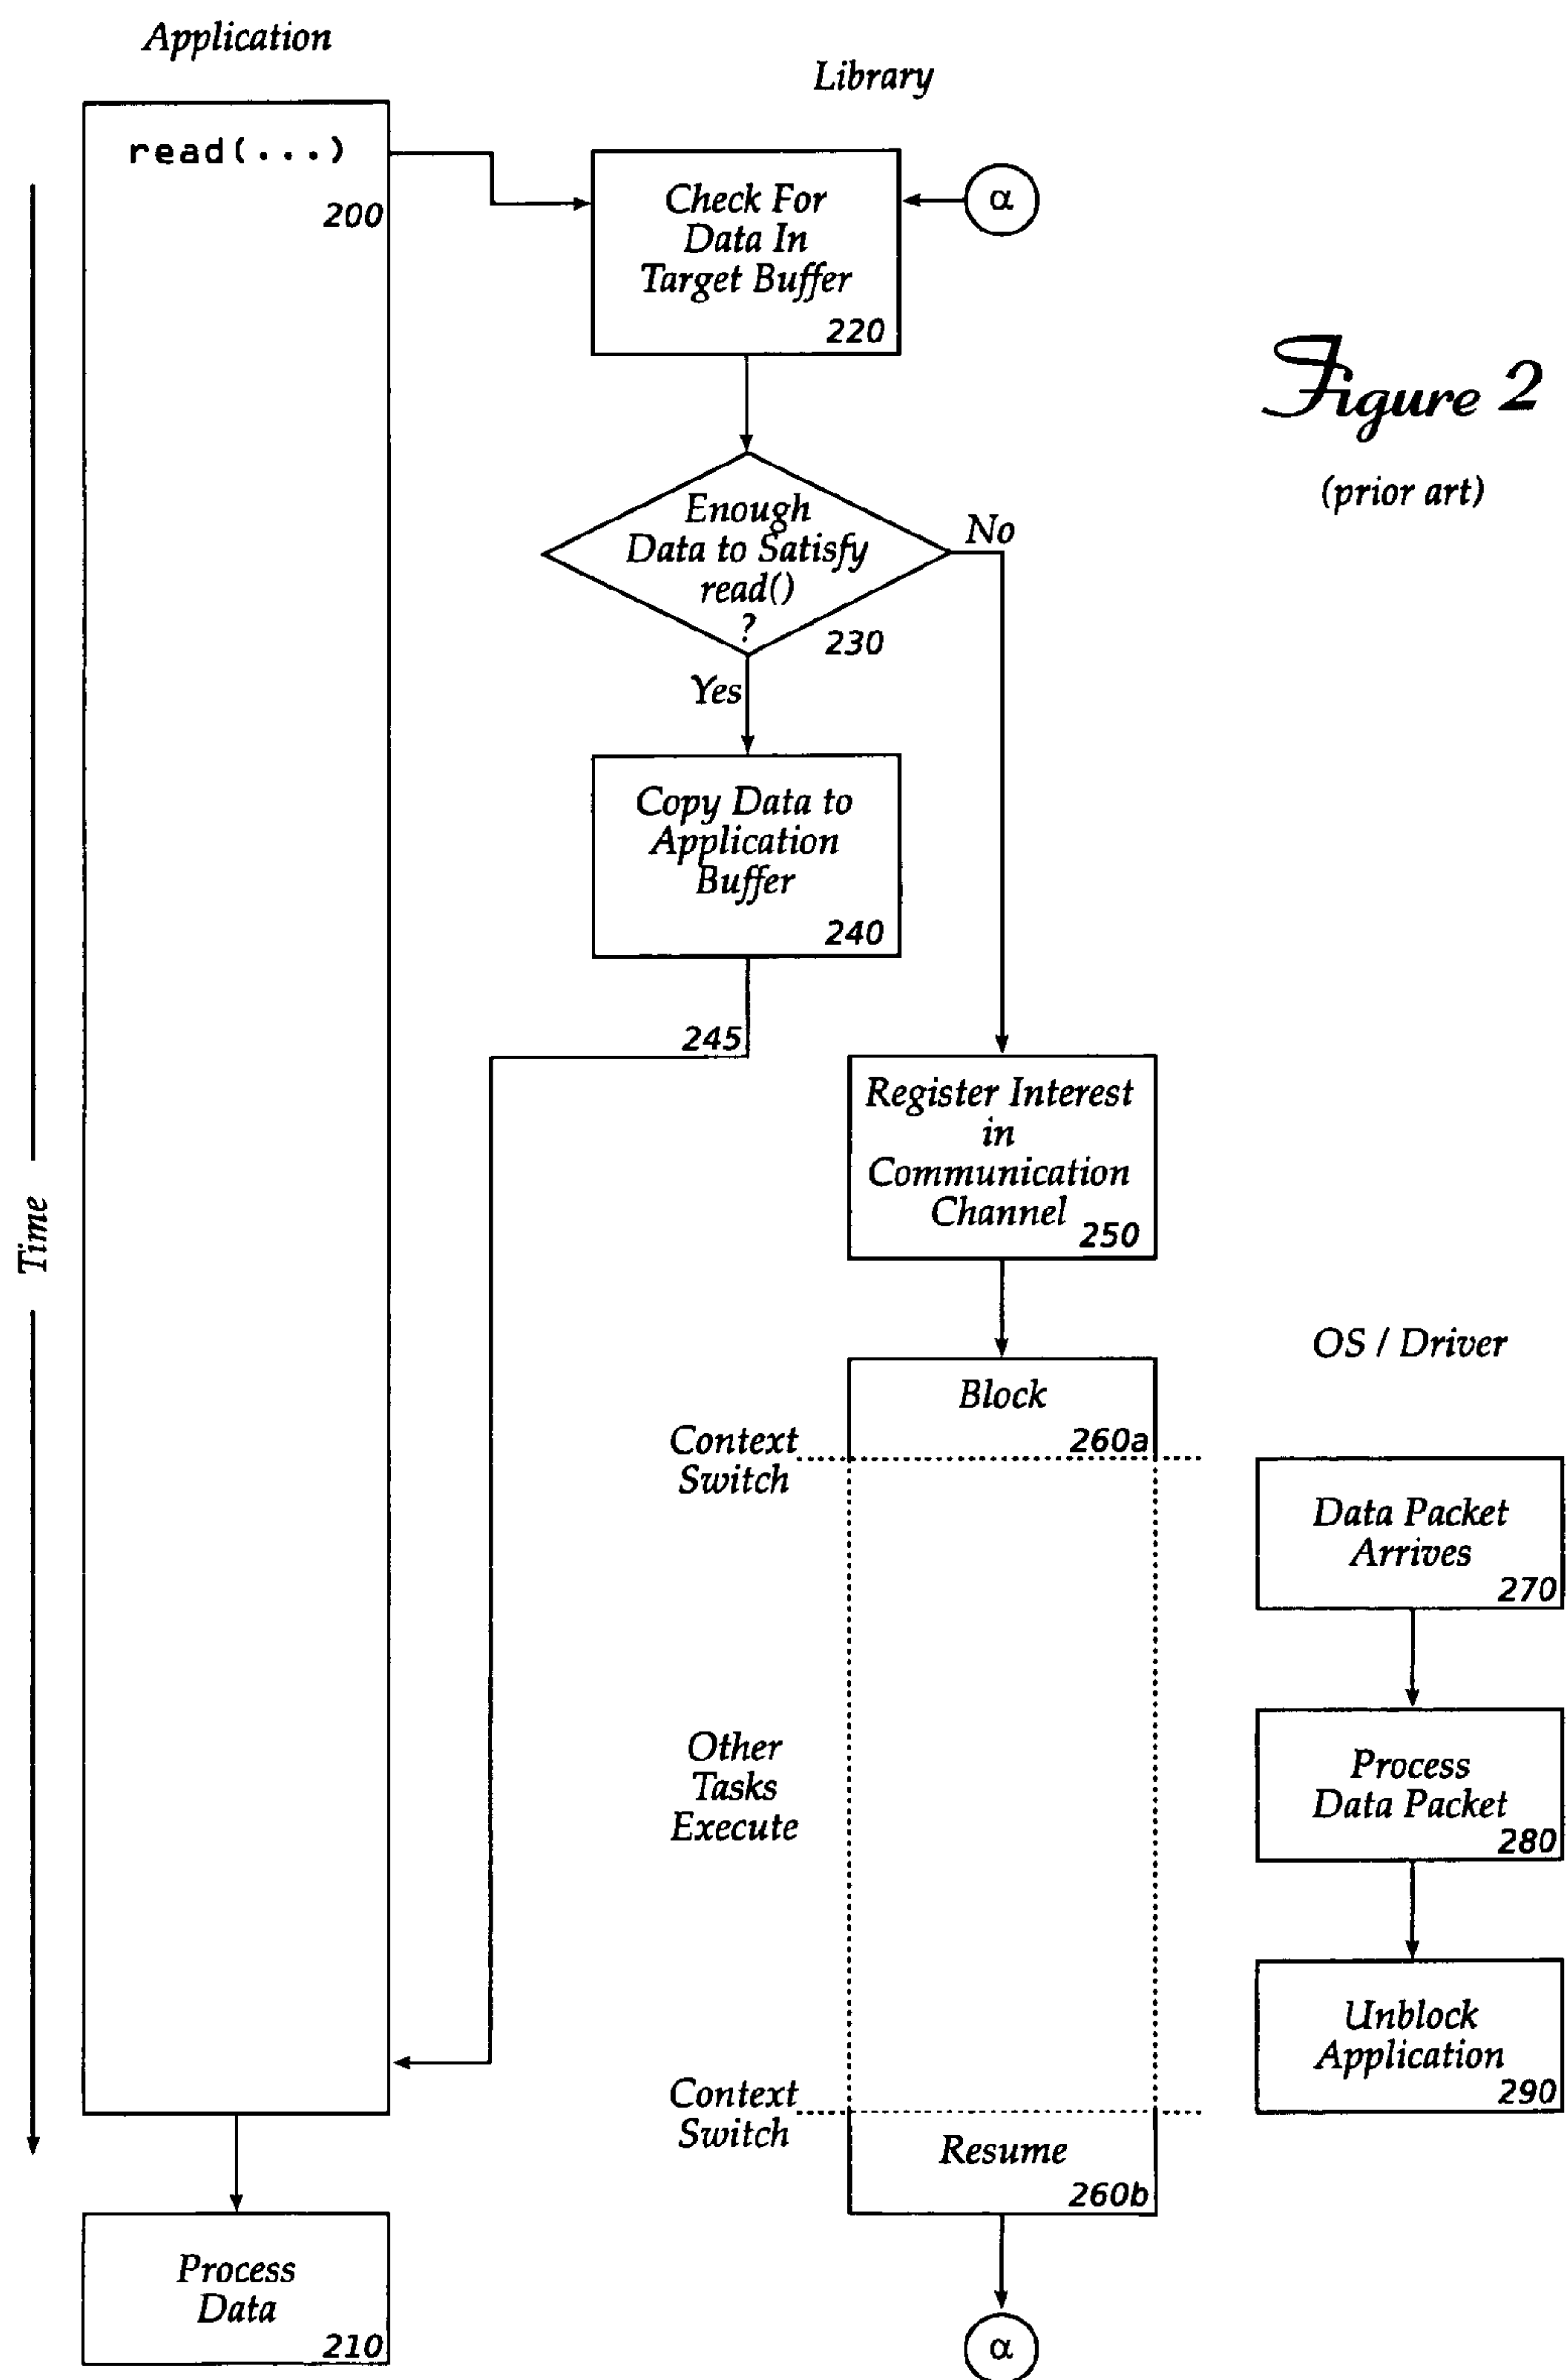 Application
Library
read(...)
200
Check For
Data In
Target Buffer
220
α
Figure 2
(prior art)
Enough
Data to Satisfy
read()
?
230
No
Yes
Copy Data to
Application
Buffer
240
245
Register Interest
in
Communication
Channel
250
Time
OS / Driver
Block
260a
Context
Switch
Data Packet
Arrives
270
Other
Tasks
Execute
Process
Data Packet
280
Unblock
Application
290
Context
Switch
Resume
260b
Process
Data
210
α